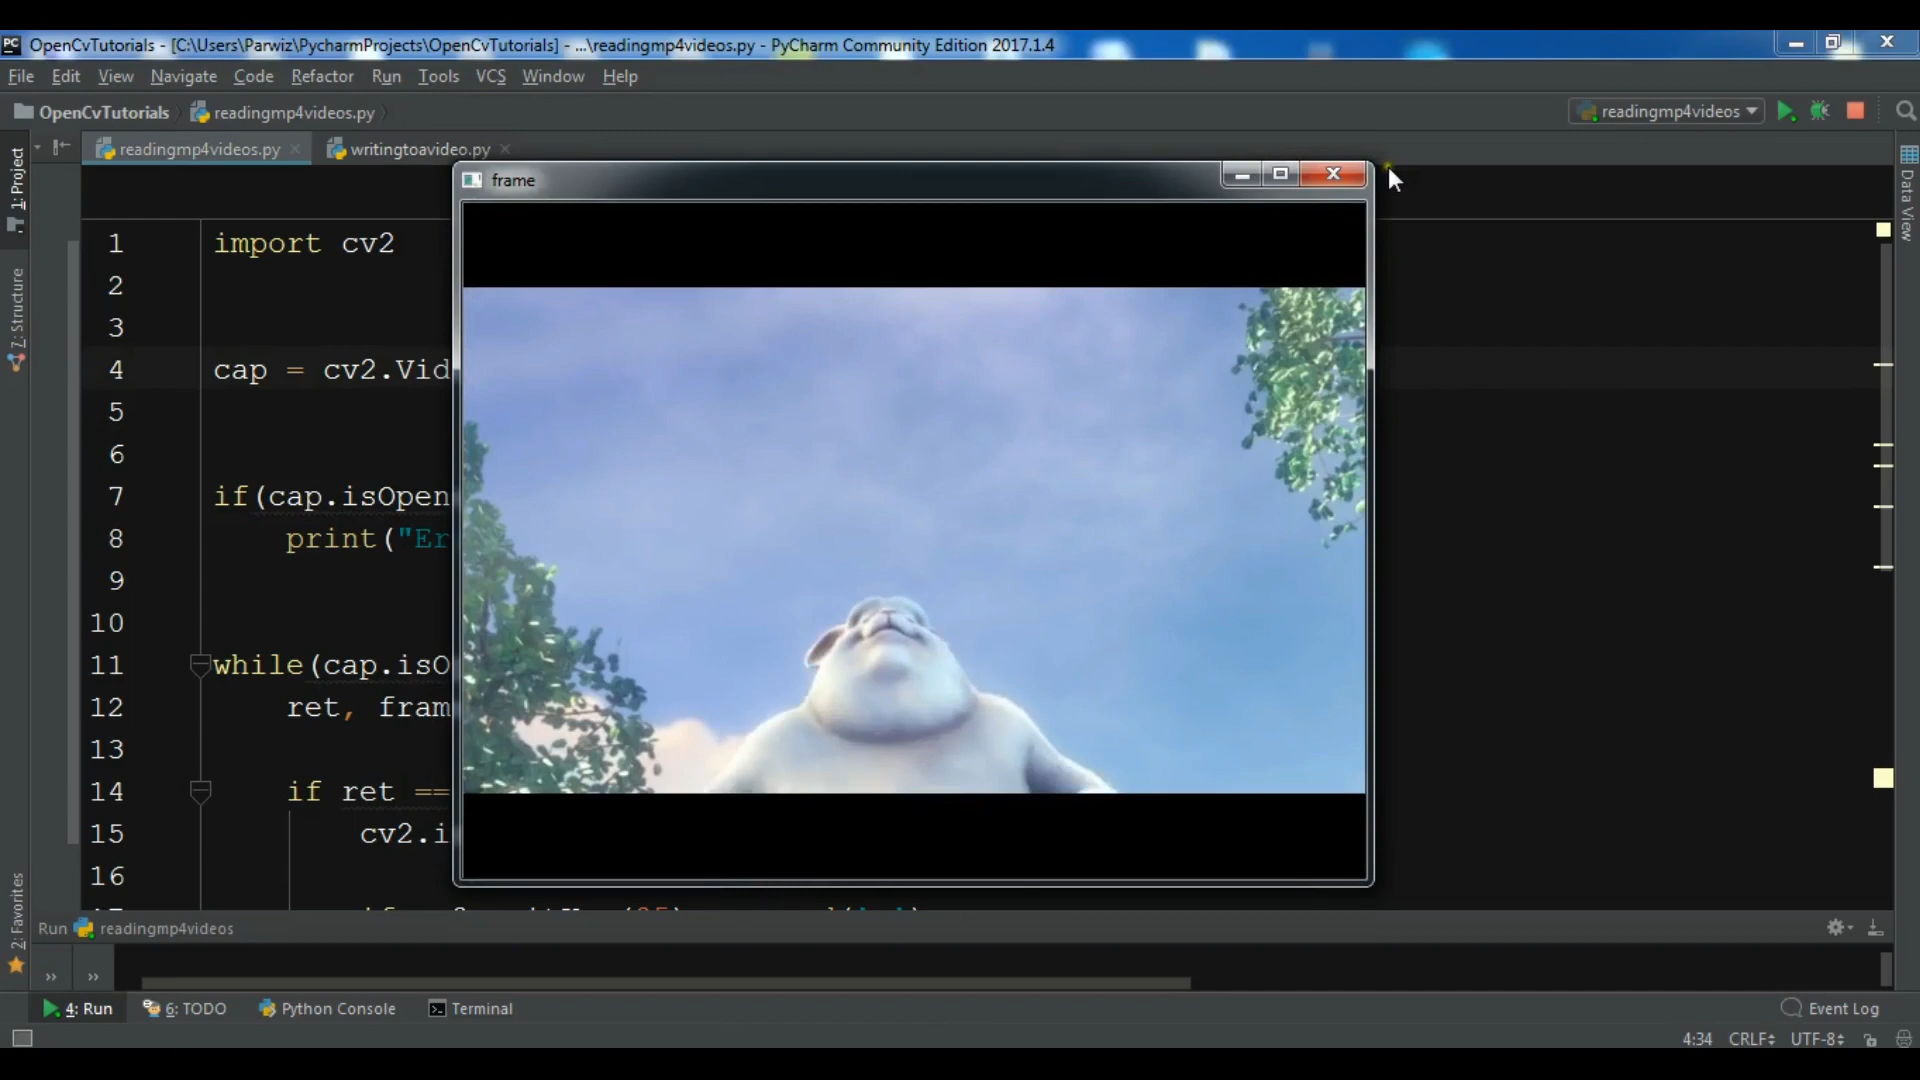 OpenCvTutorials - [C:\Users\Parwiz\PycharmProjects\OpenCvTutorials] - ...\readingmp4videos.py - PyCharm Community Edition 2017.1.4
File Edit View Navigate Code Refactor Run Tools VCS Window Help
OpenCvTutorials readingmp4videos.py readingmp4videos
readingmp4videos.py writingtoavideo.py
frame
1: Project
7: Structure
2: Favorites
Data View
1 import cv2
2
3
4 cap = cv2.Vid
5
6
7 if(cap.isOpen
8 print("Er
9
10
11 while(cap.isO
12 ret, fram
13
14 if ret ==
15 cv2.i
16
Run readingmp4videos
4: Run 6: TODO Python Console Terminal Event Log
4:34 CRLF UTF-8